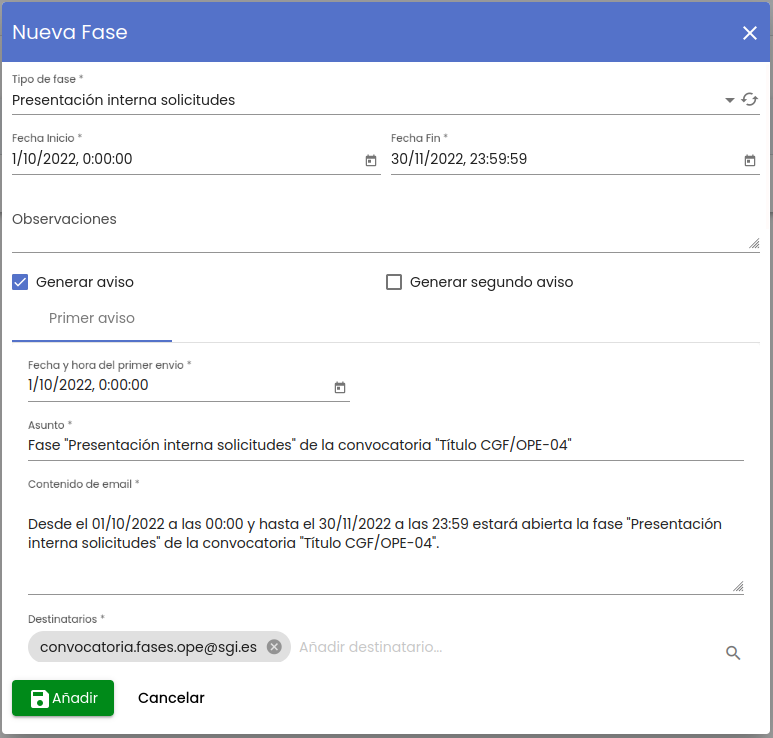 Nueva Fase
Tipo de fase *
Presentación interna solicitudes
Fecha Inicio *
Fecha Fin *
1/10/2022, 0:00:00
30/11/2022, 23:59:59
Observaciones
Generar aviso
Generar segundo aviso
Primer aviso
Fecha y hora del primer envio *
1/10/2022, 0:00:00
Asunto *
Fase "Presentación interna solicitudes" de la convocatoria "Título CGF/OPE-04"
Contenido de email *
Desde el 01/10/2022 a las 00:00 y hasta el 30/11/2022 a las 23:59 estará abierta la fase "Presentación
interna solicitudes" de la convocatoria "Título CGF/OPE-04".
Destinatarios *
convocatoria.fases.ope@sgi.es
Añadir destinatario...
Añadir
Cancelar